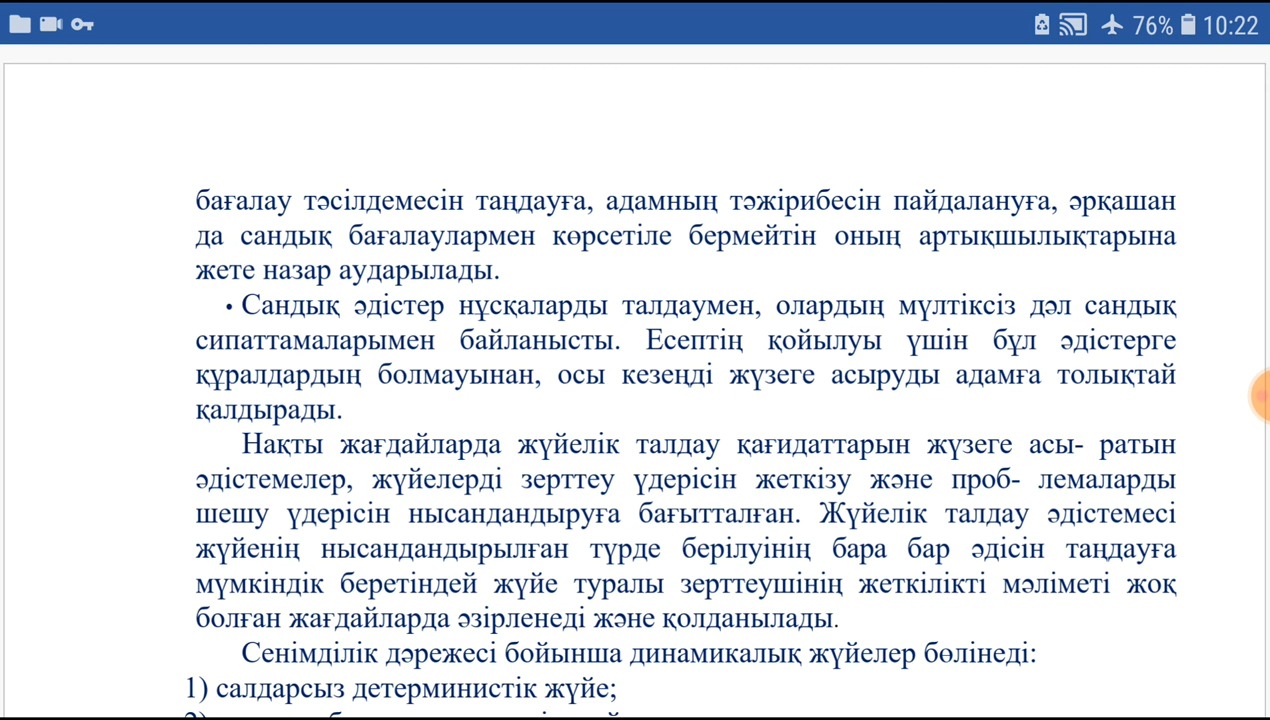 76% 10:22
бағалау тәсілдемесін таңдауға, адамның тәжірибесін пайдалануға, әрқашан
да сандық бағалаулармен көрсетіле бермейтін оның артықшылықтарына
жете назар аударылады.
• Сандық әдістер нұсқаларды талдаумен, олардың мүлтіксіз дәл сандық
сипаттамаларымен байланысты. Есептің қойылуы үшін бұл әдістерге
құралдардың болмауынан, осы кезеңді жүзеге асыруды адамға толықтай
қалдырады.
Нақты жағдайларда жүйелік талдау қағидаттарын жүзеге асы- ратын
әдістемелер, жүйелерді зерттеу үдерісін жеткізу және проб- лемаларды
шешу үдерісін нысандандыруға бағытталған. Жүйелік талдау әдістемесі
жүйенің нысандандырылған түрде берілуінің бара бар әдісін таңдауға
мүмкіндік беретіндей жүйе туралы зерттеушінің жеткілікті мәліметі жоқ
болған жағдайларда әзірленеді және қолданылады.
Сенімділік дәрежесі бойынша динамикалық жүйелер бөлінеді:
1) салдарсыз детерминистік жүйе;